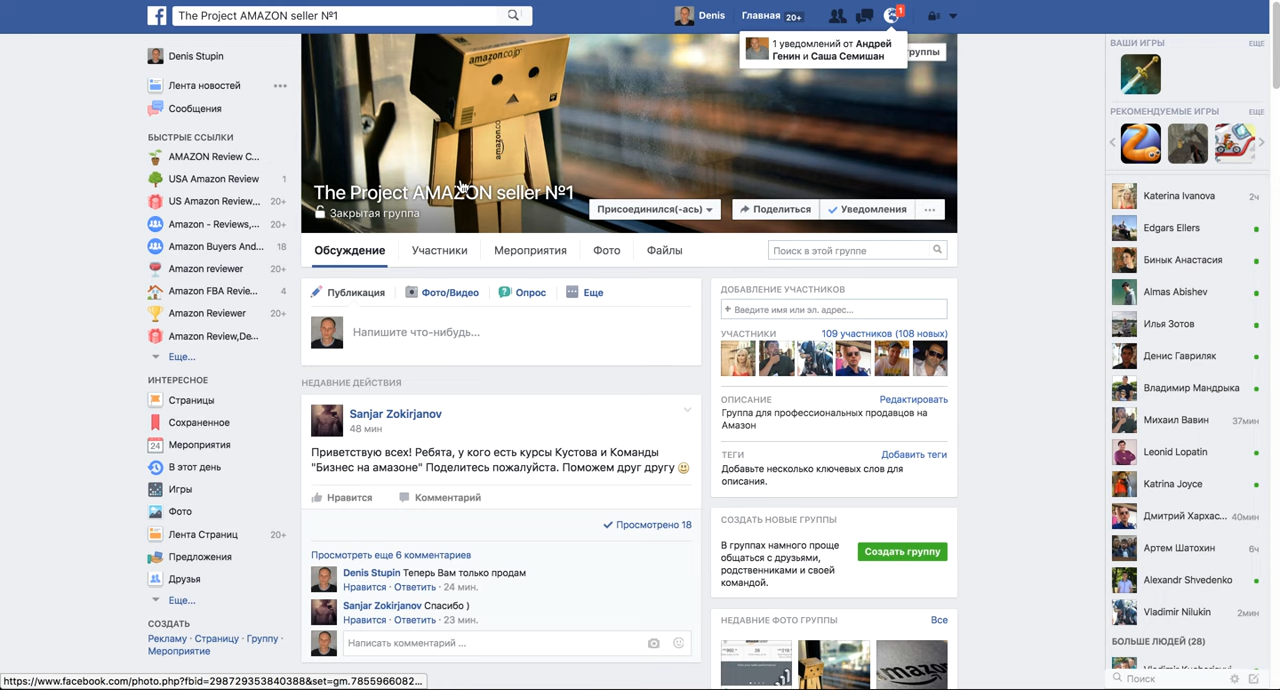 The Project AMAZON seller №1
Denis
Главная 20+
1
1 уведомлений от Андрей
Генин и Саша Семишан
группы
Denis Stupin
Лента новостей
Сообщения
БЫСТРЫЕ ССЫЛКИ
AMAZON Review C...
USA Amazon Review 1
US Amazon Review,... 20+
Amazon - Reviews,... 20+
Amazon Buyers And... 18
Amazon reviewer 20+
Amazon FBA Revie... 4
Amazon Reviewer 20+
Amazon Review,De...
Еще...
ИНТЕРЕСНОЕ
Страницы
Сохраненное
24 Мероприятия
В этот день
Игры
Фото
Лента Страниц 20+
Предложения
Друзья
Еще...
СОЗДАТЬ
Рекламу · Страницу · Группу ·
Мероприятие
https://www.facebook.com/photo.php?fbid=298729353840388&set=gm.7855966082...
amazon.co.jp
amazon.co.jp
The Project AMAZON seller №1
Закрытая группа
Присоединился(-ась)
Поделиться
Уведомления
Обсуждение
Участники
Мероприятия
Фото
Файлы
Поиск в этой группе
Публикация
Фото/Видео
Опрос
Еще
Напишите что-нибудь...
НЕДАВНИЕ ДЕЙСТВИЯ
Sanjar Zokirjanov
48 мин
Приветствую всех! Ребята, у кого есть курсы Кустова и Команды
"Бизнес на амазоне" Поделитесь пожалуйста. Поможем друг другу
Нравится
Комментарий
Просмотрено 18
Просмотреть еще 6 комментариев
Denis Stupin Теперь Вам только продам
Нравится · Ответить · 24 мин.
Sanjar Zokirjanov Спасибо )
Нравится · Ответить · 23 мин.
Написать комментарий ...
ДОБАВЛЕНИЕ УЧАСТНИКОВ
+ Введите имя или эл. адрес...
УЧАСТНИКИ 109 участников (108 новых)
ОПИСАНИЕ Редактировать
Группа для профессиональных продавцов на
Амазон
ТЕГИ Добавить теги
Добавьте несколько ключевых слов для
описания.
СОЗДАТЬ НОВЫЕ ГРУППЫ
В группах намного проще
общаться с друзьями,
родственниками и своей
командой.
Создать группу
НЕДАВНИЕ ФОТО ГРУППЫ Все
amazon
ВАШИ ИГРЫ ЕЩЕ
РЕКОМЕНДУЕМЫЕ ИГРЫ ЕЩЕ
Katerina Ivanova 2ч
Edgars Ellers
Бинык Анастасия
Almas Abishev
Илья Зотов
Денис Гавриляк
Владимир Мандрыка
Михаил Вавин 37мин
Leonid Lopatin
Katrina Joyce
Дмитрий Хархас... 40мин
Артем Шатохин 6ч
Alexandr Shvedenko
Vladimir Nilukin 2мин
БОЛЬШЕ ЛЮДЕЙ (28)
Поиск